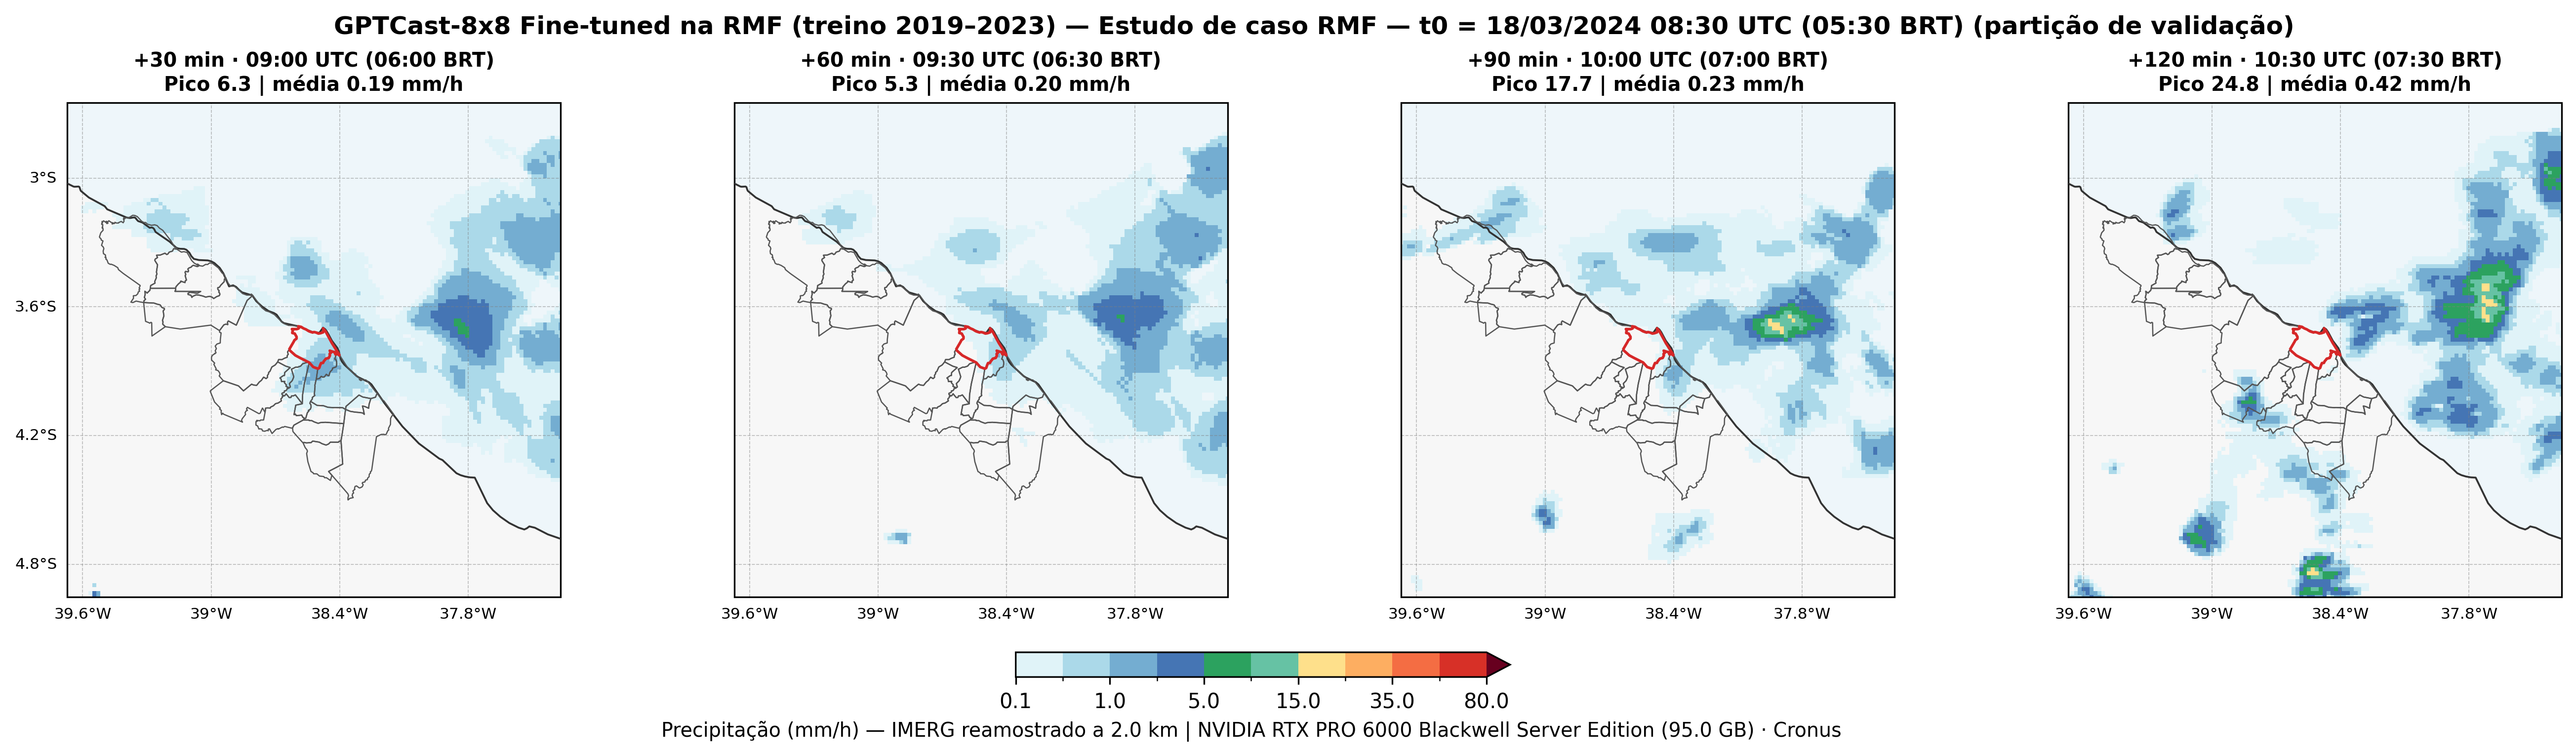 GPTCast-8x8 Fine-tuned na RMF (treino 2019–2023) — Estudo de caso RMF — t0 = 18/03/2024 08:30 UTC (05:30 BRT) (partição de validação)
+30 min · 09:00 UTC (06:00 BRT)
Pico 6.3 | média 0.19 mm/h
+60 min · 09:30 UTC (06:30 BRT)
Pico 5.3 | média 0.20 mm/h
+90 min · 10:00 UTC (07:00 BRT)
Pico 17.7 | média 0.23 mm/h
+120 min · 10:30 UTC (07:30 BRT)
Pico 24.8 | média 0.42 mm/h
3°S
3.6°S
4.2°S
4.8°S
39.6°W 39°W 38.4°W 37.8°W
39.6°W 39°W 38.4°W 37.8°W
39.6°W 39°W 38.4°W 37.8°W
39.6°W 39°W 38.4°W 37.8°W
0.1 1.0 5.0 15.0 35.0 80.0
Precipitação (mm/h) — IMERG reamostrado a 2.0 km | NVIDIA RTX PRO 6000 Blackwell Server Edition (95.0 GB) · Cronus